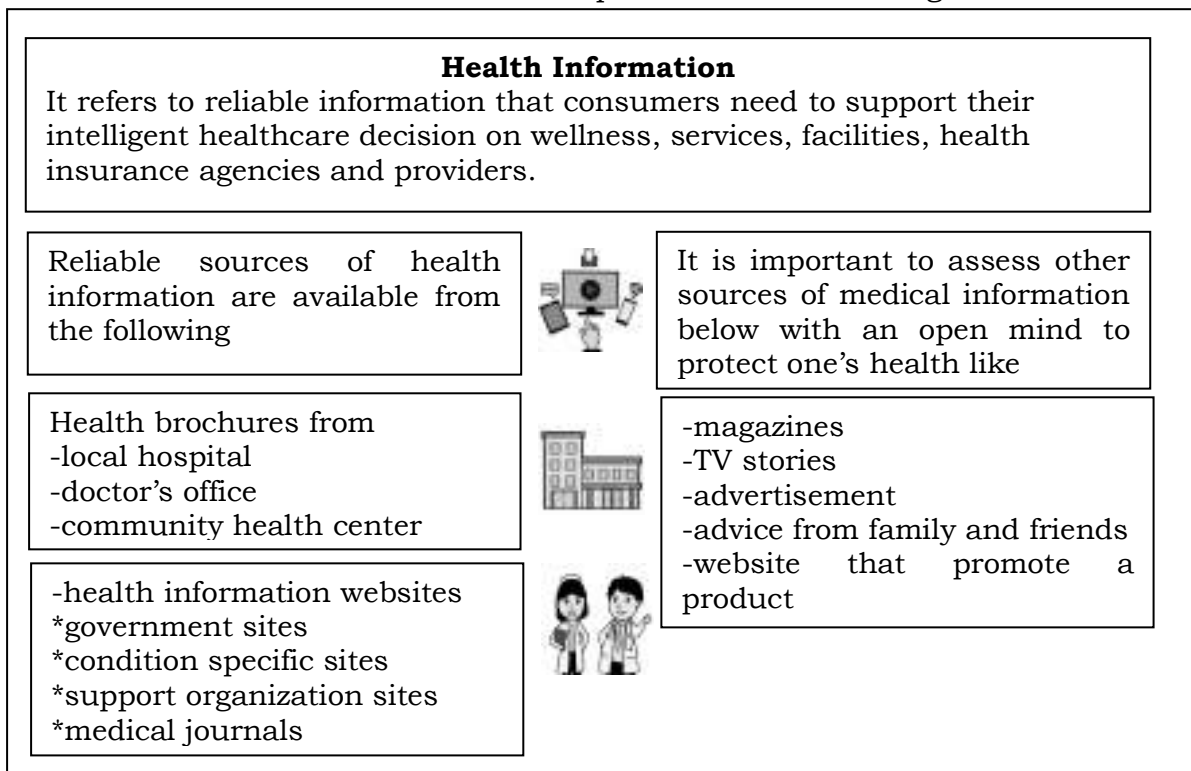 Health Information
It refers to reliable information that consumers need to support their
intelligent healthcare decision on wellness, services, facilities, health
insurance agencies and providers.
Reliable sources of health
information are available from
the following
It is important to assess other
sources of medical information
below with an open mind to
protect one's health like
Health brochures from
-local hospital
-doctor's office
-community health center
-magazines
-TV stories
-advertisement
-advice from family and friends
-website that promote a
product
-health information websites
*government sites
*condition specific sites
*support organization sites
*medical journals